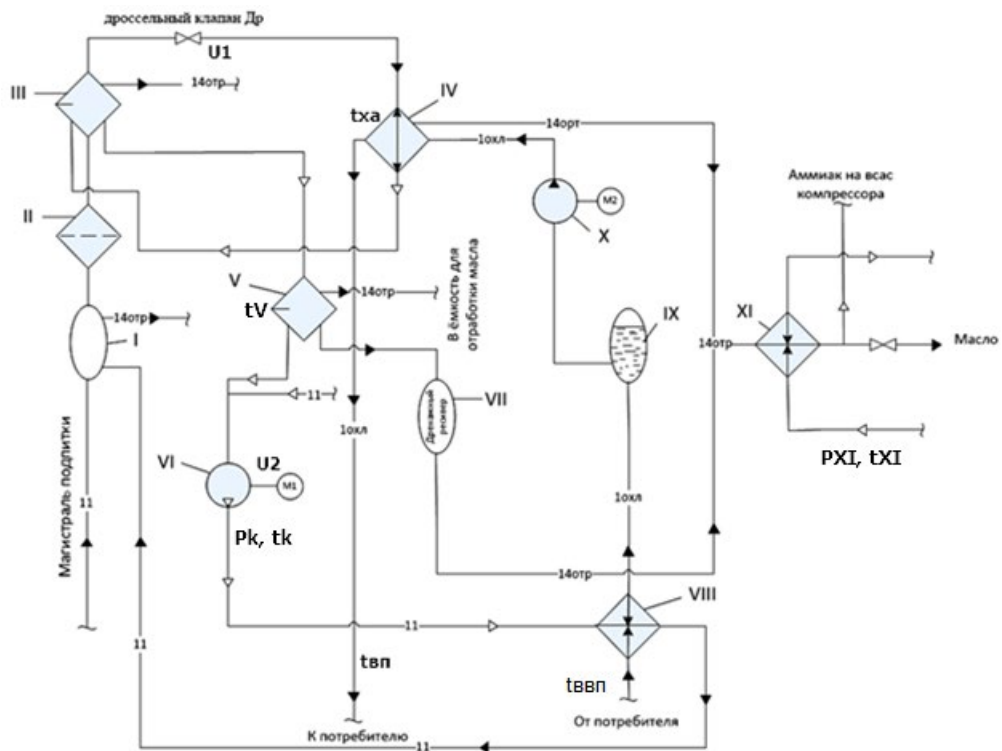 дроссельный клапан Др
U1
III
14отр
IV
txa
14орт
1охл
M2
X
Аммиак на всас
компрессора
II
V
tV
14отр
В ёмкость для
отработки масла
IX
XI
14отр
Масло
14отр
I
11
VII
Дренажный
ресивер
1охл
VI
U2
M1
PXI, tXI
Магистраль подпитки
11
Pk, tk
1охл
14отр
VIII
11
11
tвп
tввп
От потребителя
К потребителю
11